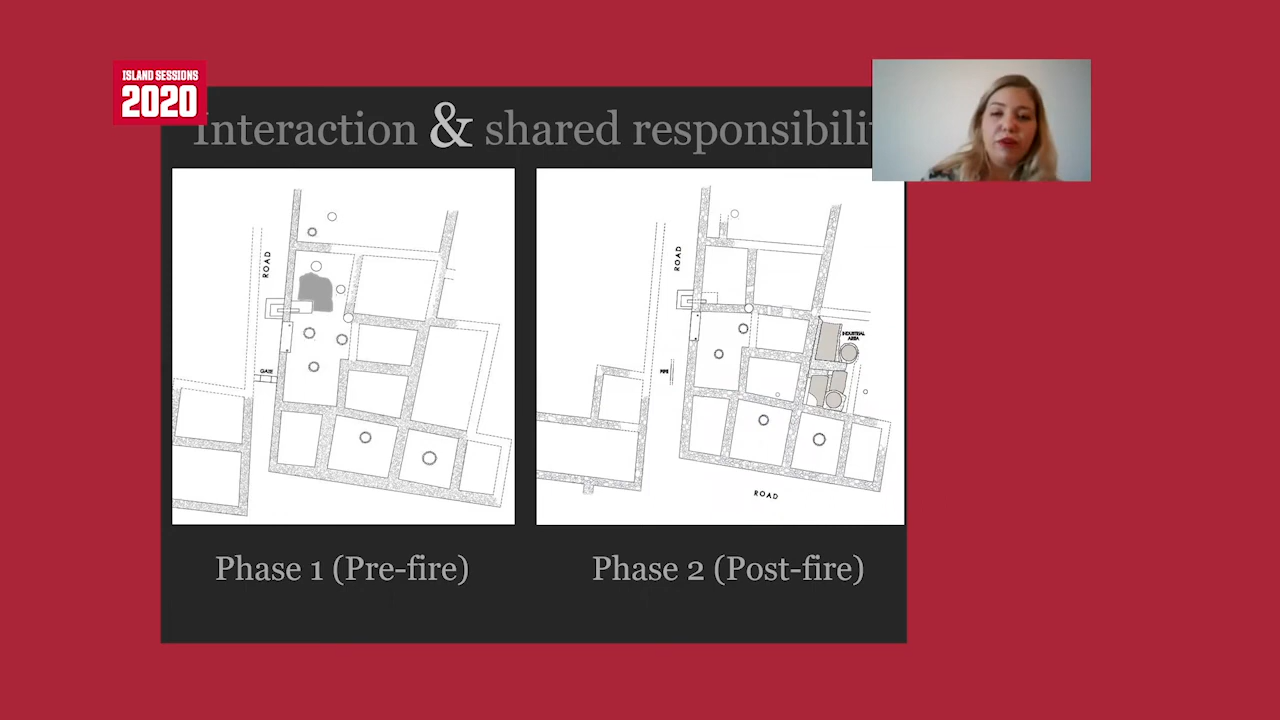 ISLAND SESSIONS
2020
Interaction & shared responsibili
ROAD
GATE
ROAD
INDUSTRIAL
AREA
PIPE
ROAD
Phase 1 (Pre-fire)
Phase 2 (Post-fire)